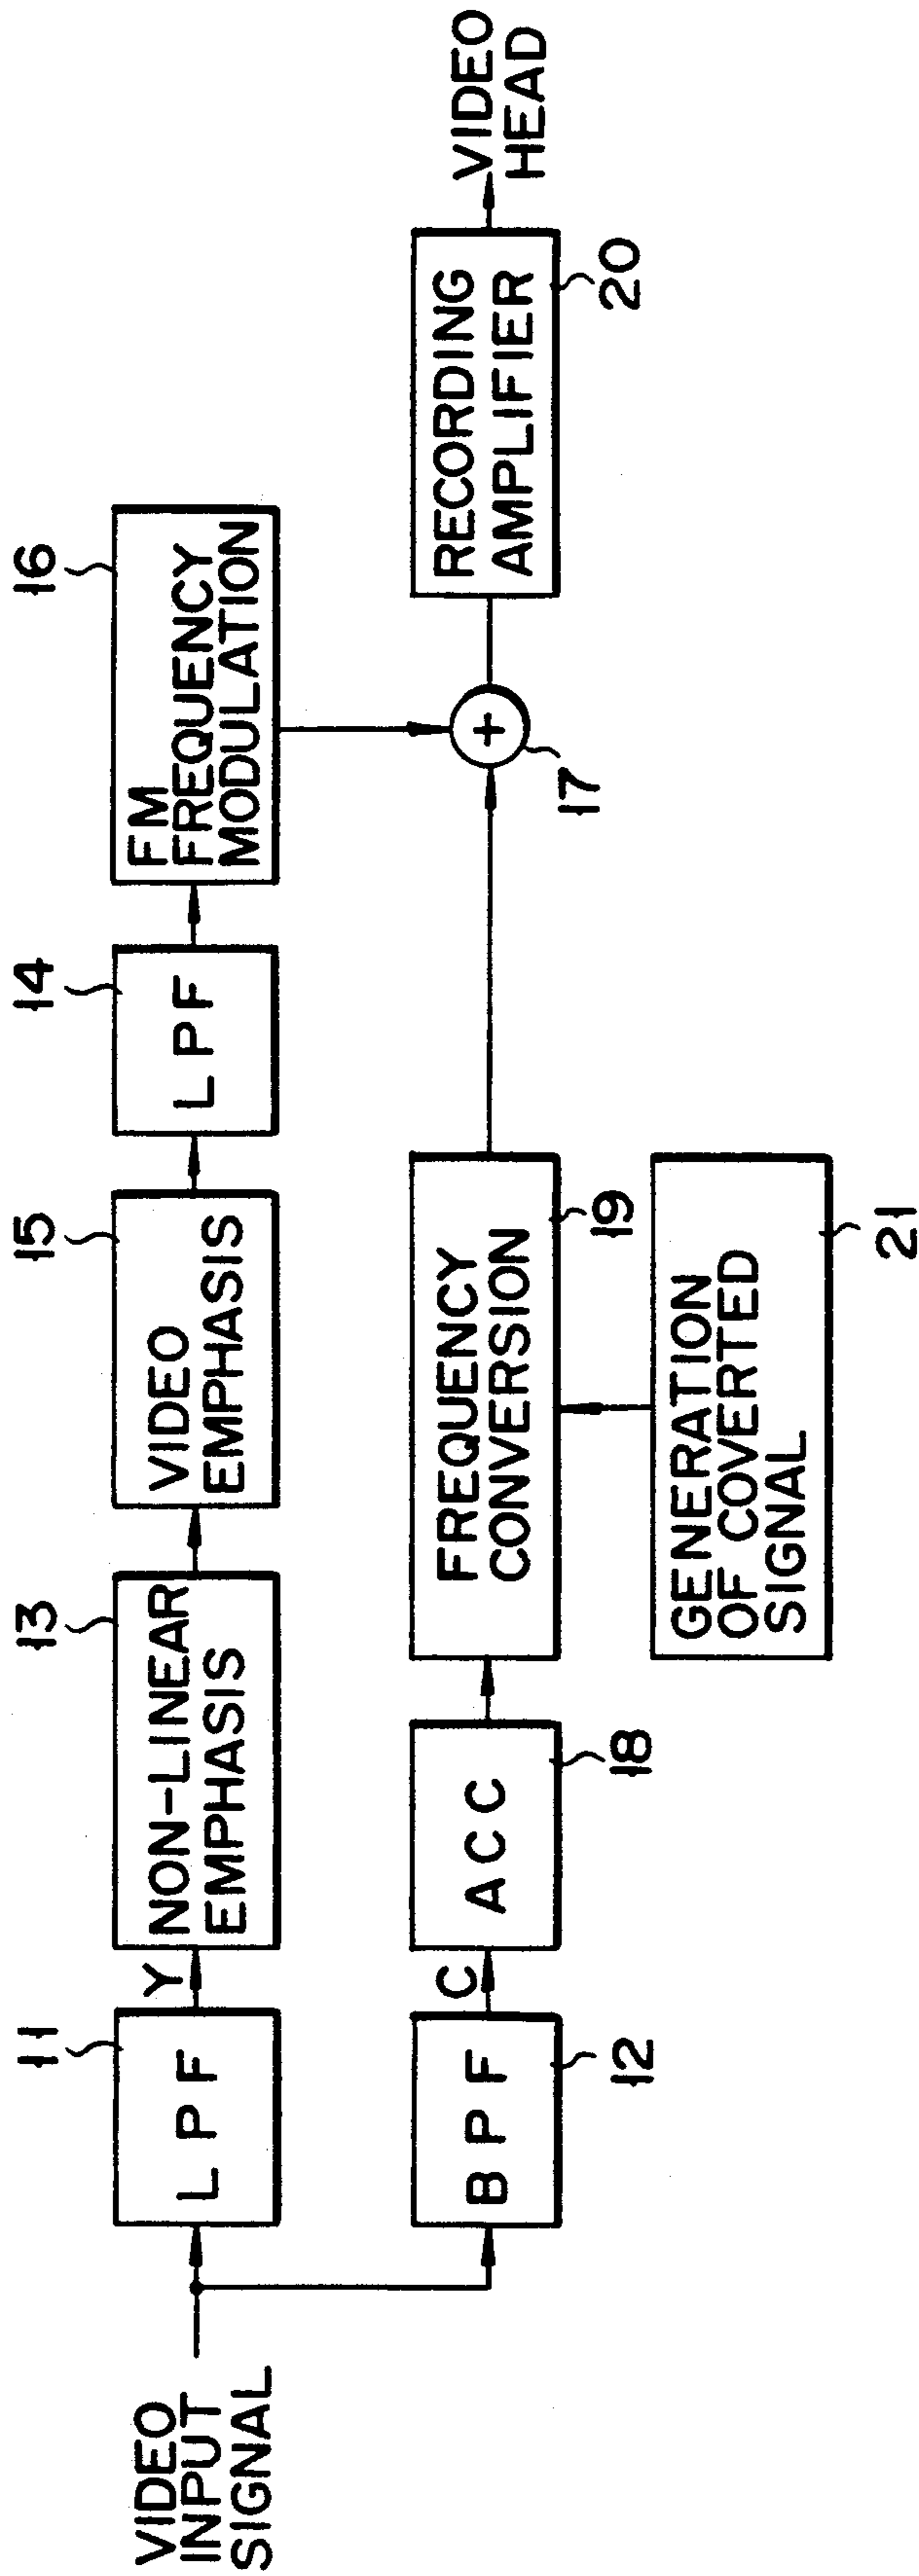 VIDEO
INPUT
SIGNAL
11
L P F
Y
13
NON-LINEAR
EMPHASIS
15
VIDEO
EMPHASIS
14
L P F
16
FM
FREQUENCY
MODULATION
B P F
12
C
A C C
18
FREQUENCY
CONVERSION
19
+
17
RECORDING
AMPLIFIER
20
VIDEO
HEAD
GENERATION
OF COVERTED
SIGNAL
21